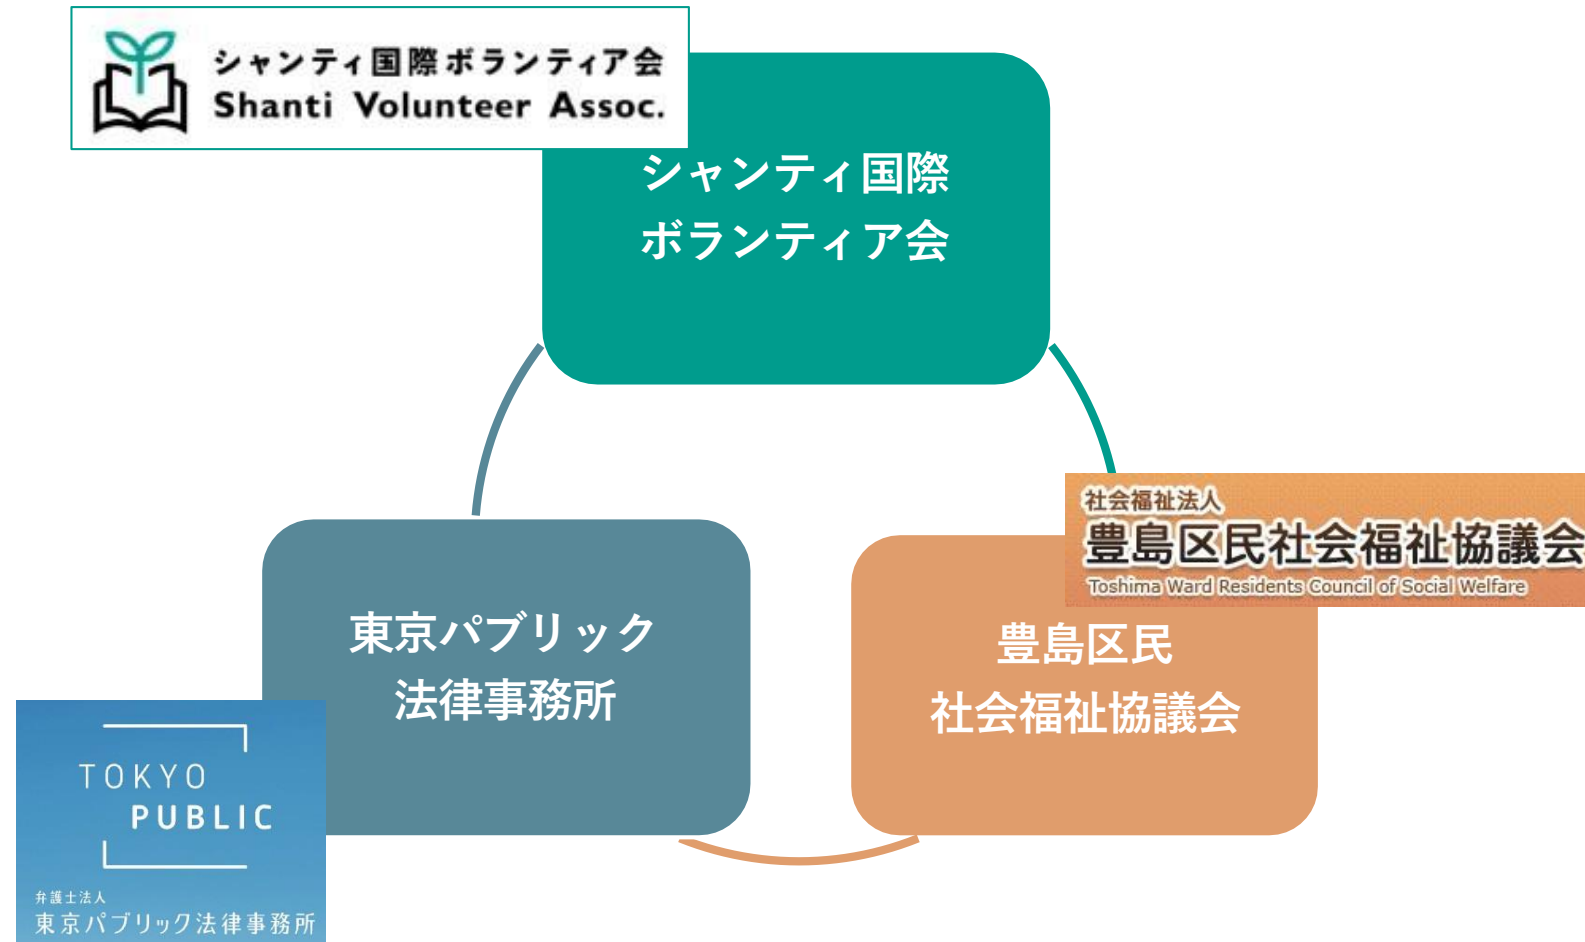 シャンティ国際ボランティア会
Shanti Volunteer Assoc.
シャンティ国際
ボランティア会
社会福祉法人
豊島区民社会福祉協議会
Toshima Ward Residents Council of Social Welfare
東京パブリック
法律事務所
豊島区民
社会福祉協議会
TOKYO
PUBLIC
弁護士法人
東京パブリック法律事務所